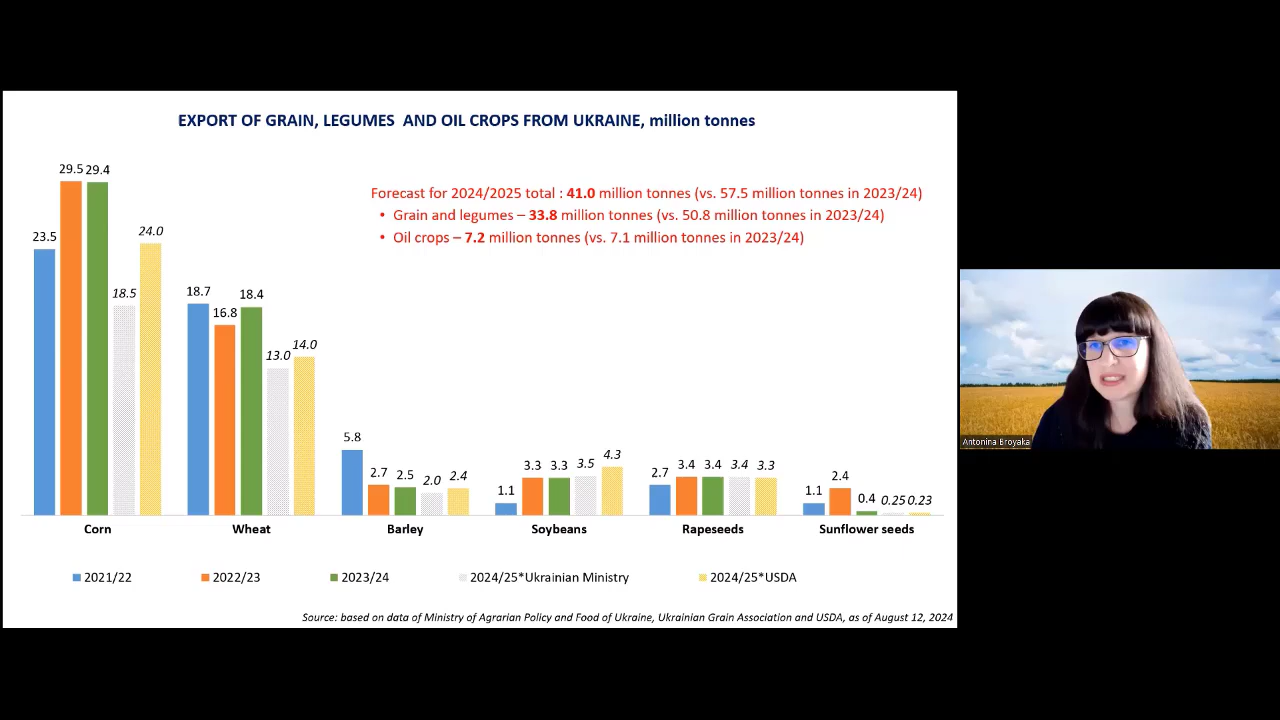 EXPORT OF GRAIN, LEGUMES AND OIL CROPS FROM UKRAINE, million tonnes
Forecast for 2024/2025 total : 41.0 million tonnes (vs. 57.5 million tonnes in 2023/24)
• Grain and legumes – 33.8 million tonnes (vs. 50.8 million tonnes in 2023/24)
• Oil crops – 7.2 million tonnes (vs. 7.1 million tonnes in 2023/24)
23.5 29.5 29.4 18.5 24.0
18.7 16.8 18.4 13.0 14.0
5.8 2.7 2.5 2.0 2.4
1.1 3.3 3.3 3.5 4.3
2.7 3.4 3.4 3.4 3.3
1.1 2.4 0.4 0.25 0.23
Corn Wheat Barley Soybeans Rapeseeds Sunflower seeds
2021/22 2022/23 2023/24 2024/25*Ukrainian Ministry 2024/25*USDA
Source: based on data of Ministry of Agrarian Policy and Food of Ukraine, Ukrainian Grain Association and USDA, as of August 12, 2024
Antonina Broyaka